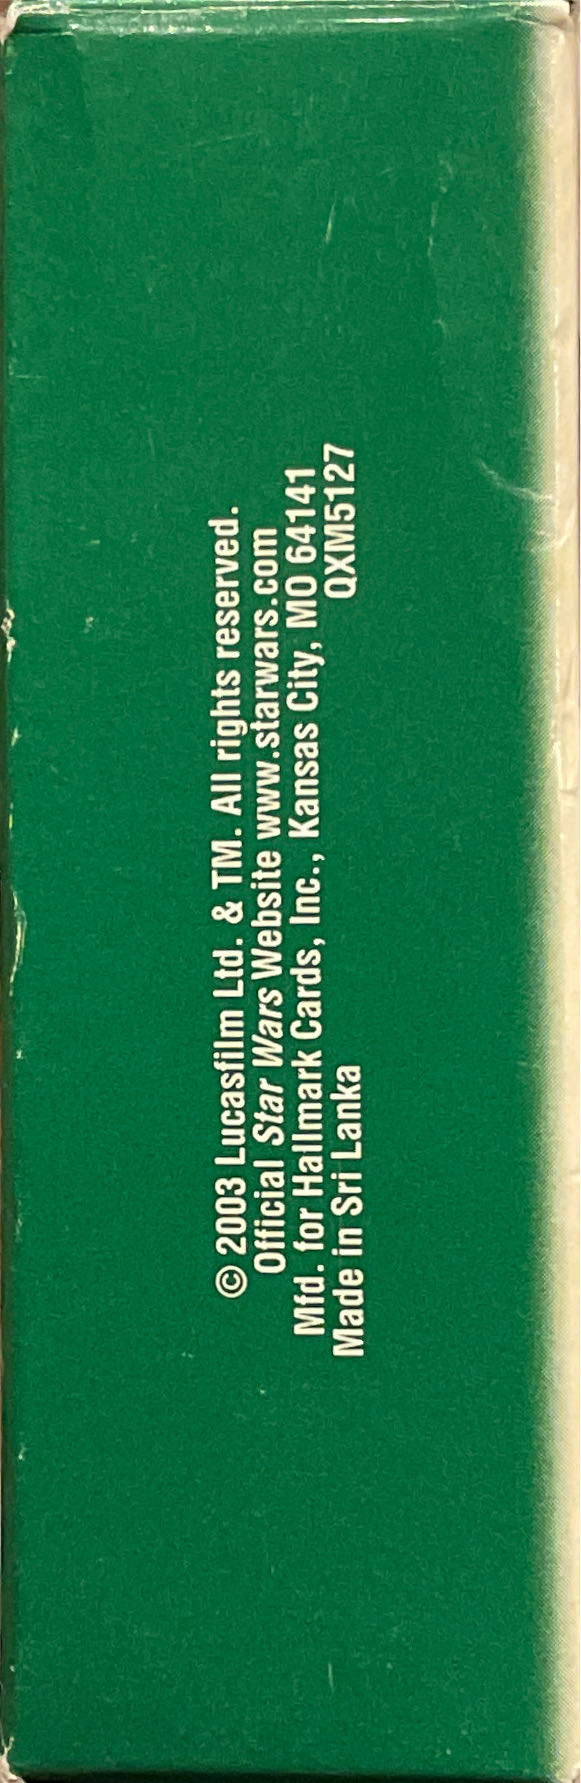 © 2003 Lucasfilm Ltd. & TM. All rights reserved.
Official Star Wars Website www.starwars.com
Mfd. for Hallmark Cards, Inc., Kansas City, MO 64141
Made in Sri Lanka QXM5127